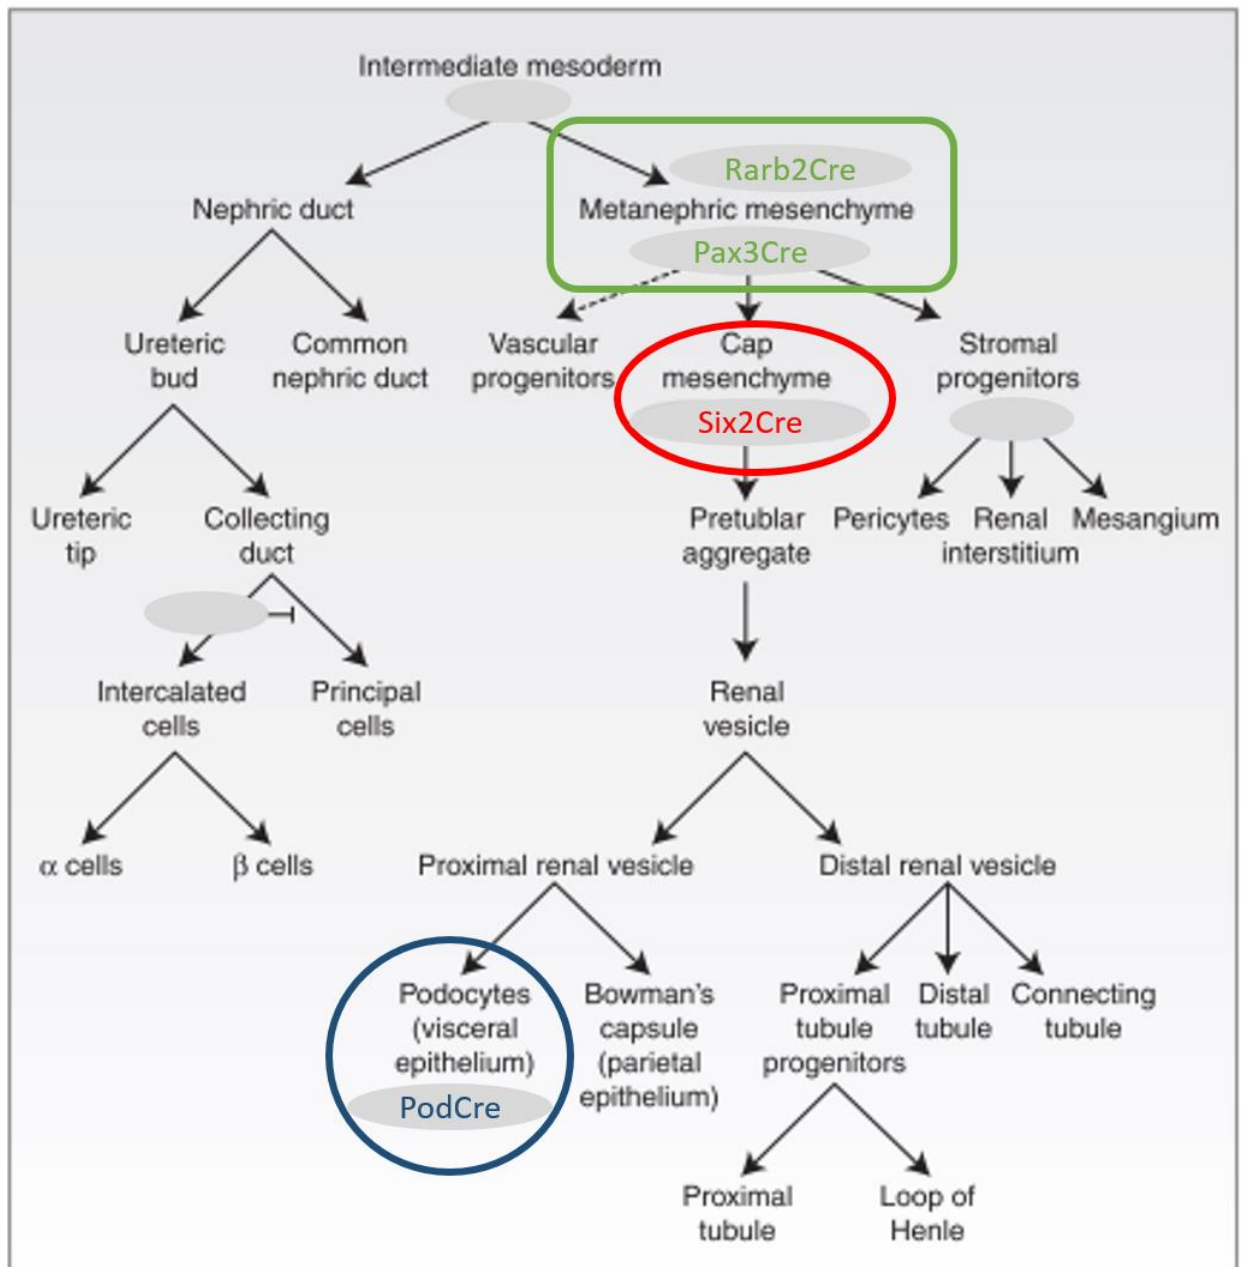 Intermediate mesoderm
Rarb2Cre
Nephric duct
Metanephric mesenchyme
Pax3Cre
Ureteric
bud
Common
nephric duct
Vascular
progenitors
Cap
mesenchyme
Six2Cre
Stromal
progenitors
Ureteric
tip
Collecting
duct
Pretublar
aggregate
Pericytes
Renal
interstitium
Mesangium
Intercalated
cells
Principal
cells
Renal
vesicle
α cells
β cells
Proximal renal vesicle
Distal renal vesicle
Podocytes
(visceral
epithelium)
PodCre
Bowman's
capsule
(parietal
epithelium)
Proximal
tubule
progenitors
Distal
tubule
Connecting
tubule
Proximal
tubule
Loop of
Henle